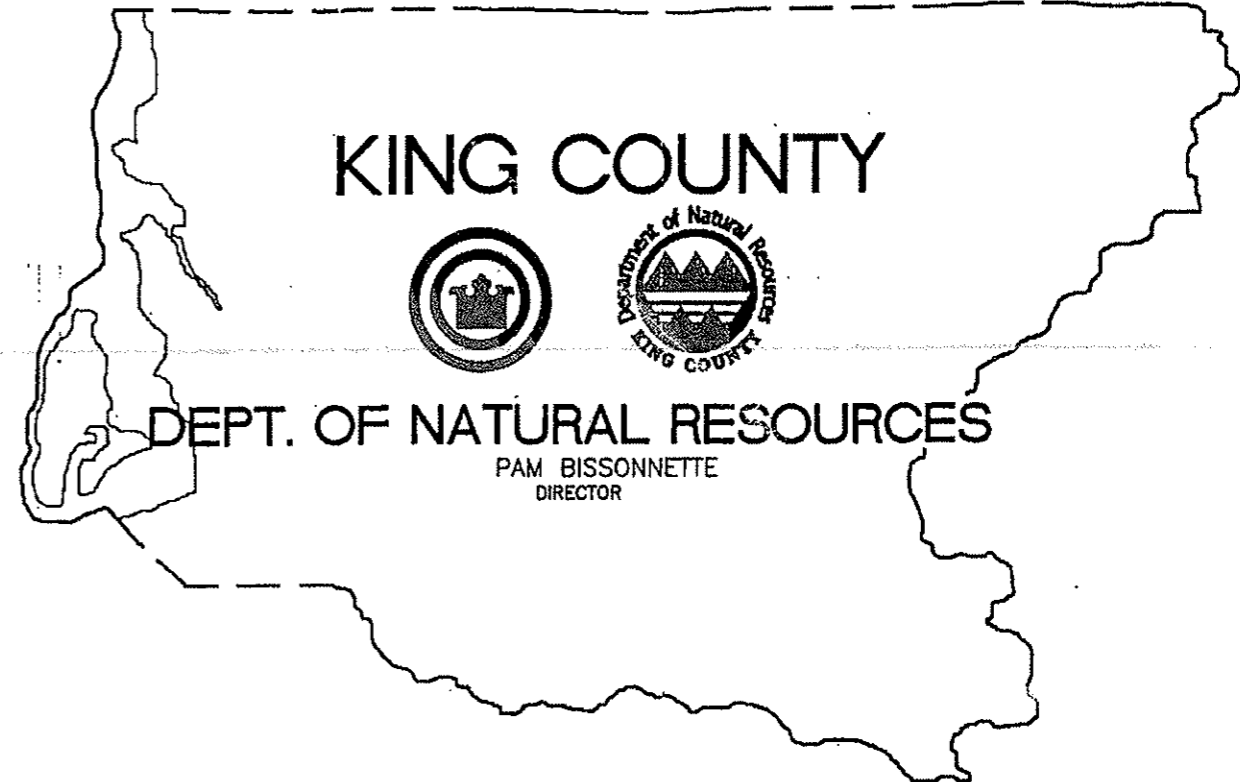 KING COUNTY
Department of Natural Resources
KING COUNTY
DEPT. OF NATURAL RESOURCES
PAM BISSONNETTE
DIRECTOR